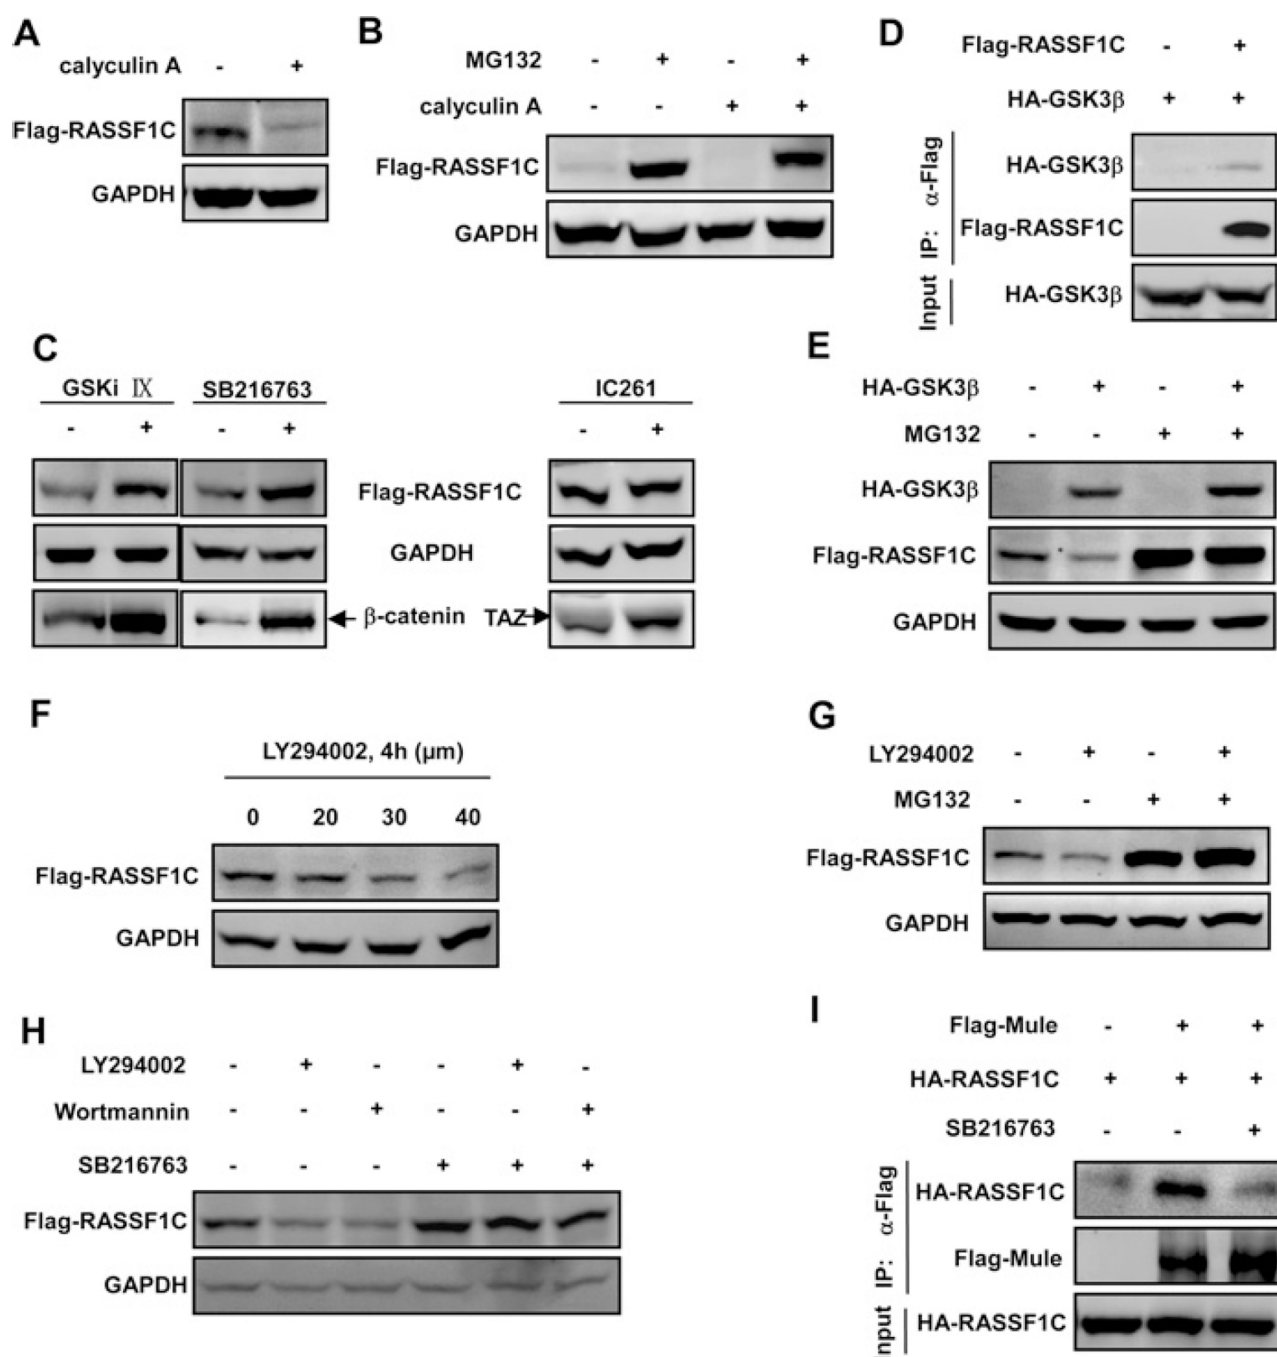 A
calyculin A - +
Flag-RASSF1C
GAPDH
B
MG132 - + - +
calyculin A - - + +
Flag-RASSF1C
GAPDH
D
Flag-RASSF1C - +
HA-GSK3β + +
IP: α-Flag
HA-GSK3β
Flag-RASSF1C
Input
HA-GSK3β
C
GSKi Ⅸ SB216763 IC261
- + - + - +
Flag-RASSF1C
GAPDH
β-catenin TAZ
E
HA-GSK3β - + - +
MG132 - - + +
HA-GSK3β
Flag-RASSF1C
GAPDH
F
LY294002, 4h (μm)
0 20 30 40
Flag-RASSF1C
GAPDH
G
LY294002 - + - +
MG132 - - + +
Flag-RASSF1C
GAPDH
H
LY294002 - + - - + -
Wortmannin - - + - - +
SB216763 - - - + + +
Flag-RASSF1C
GAPDH
I
Flag-Mule - + +
HA-RASSF1C + + +
SB216763 - - +
IP: α-Flag
HA-RASSF1C
Flag-Mule
Input
HA-RASSF1C